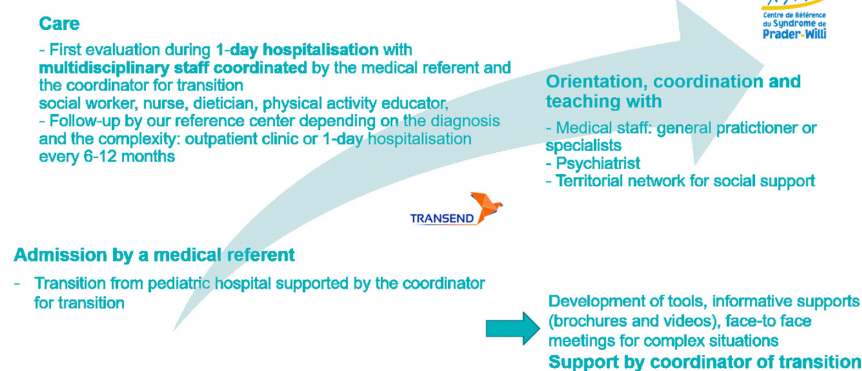 Care
- First evaluation during 1-day hospitalisation with
multidisciplinary staff coordinated by the medical referent and
the coordinator for transition
social worker, nurse, dietician, physical activity educator,
- Follow-up by our reference center depending on the diagnosis
and the complexity: outpatient clinic or 1-day hospitalisation
every 6-12 months
Centre de Référence
du Syndrome de
Prader-Willi
Orientation, coordination and
teaching with
- Medical staff: general pratictioner or
specialists
- Psychiatrist
- Territorial network for social support
TRANSEND
Admission by a medical referent
- Transition from pediatric hospital supported by the coordinator
for transition
Development of tools, informative supports
(brochures and videos), face-to face
meetings for complex situations
Support by coordinator of transition